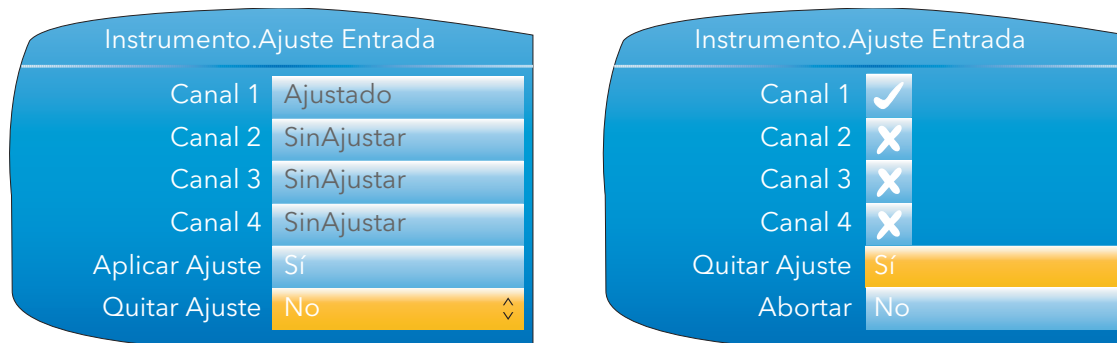 Instrumento.Ajuste Entrada
Canal 1 Ajustado
Canal 2 SinAjustar
Canal 3 SinAjustar
Canal 4 SinAjustar
Aplicar Ajuste Sí
Quitar Ajuste No
Instrumento.Ajuste Entrada
Canal 1
Canal 2
Canal 3
Canal 4
Quitar Ajuste Sí
Abortar No